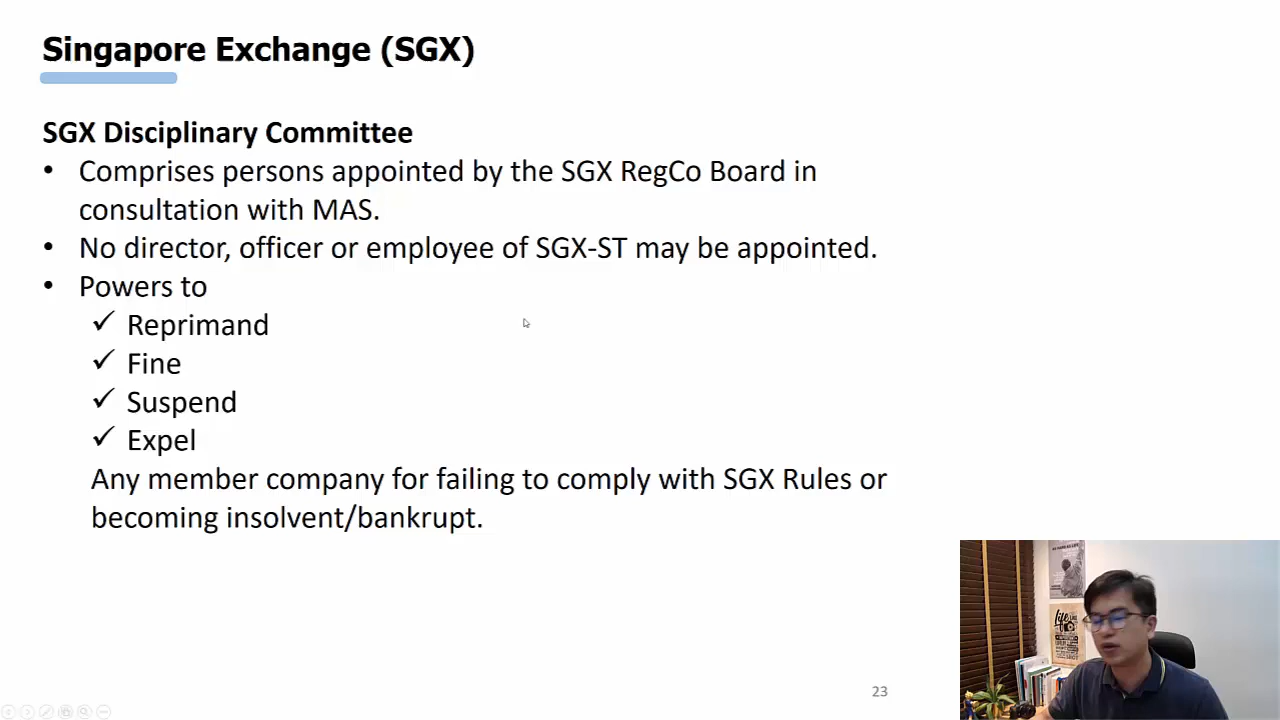 Singapore Exchange (SGX)
SGX Disciplinary Committee
• Comprises persons appointed by the SGX RegCo Board in
consultation with MAS.
• No director, officer or employee of SGX-ST may be appointed.
• Powers to
✓ Reprimand
✓ Fine
✓ Suspend
✓ Expel
Any member company for failing to comply with SGX Rules or
becoming insolvent/bankrupt.
Life
23